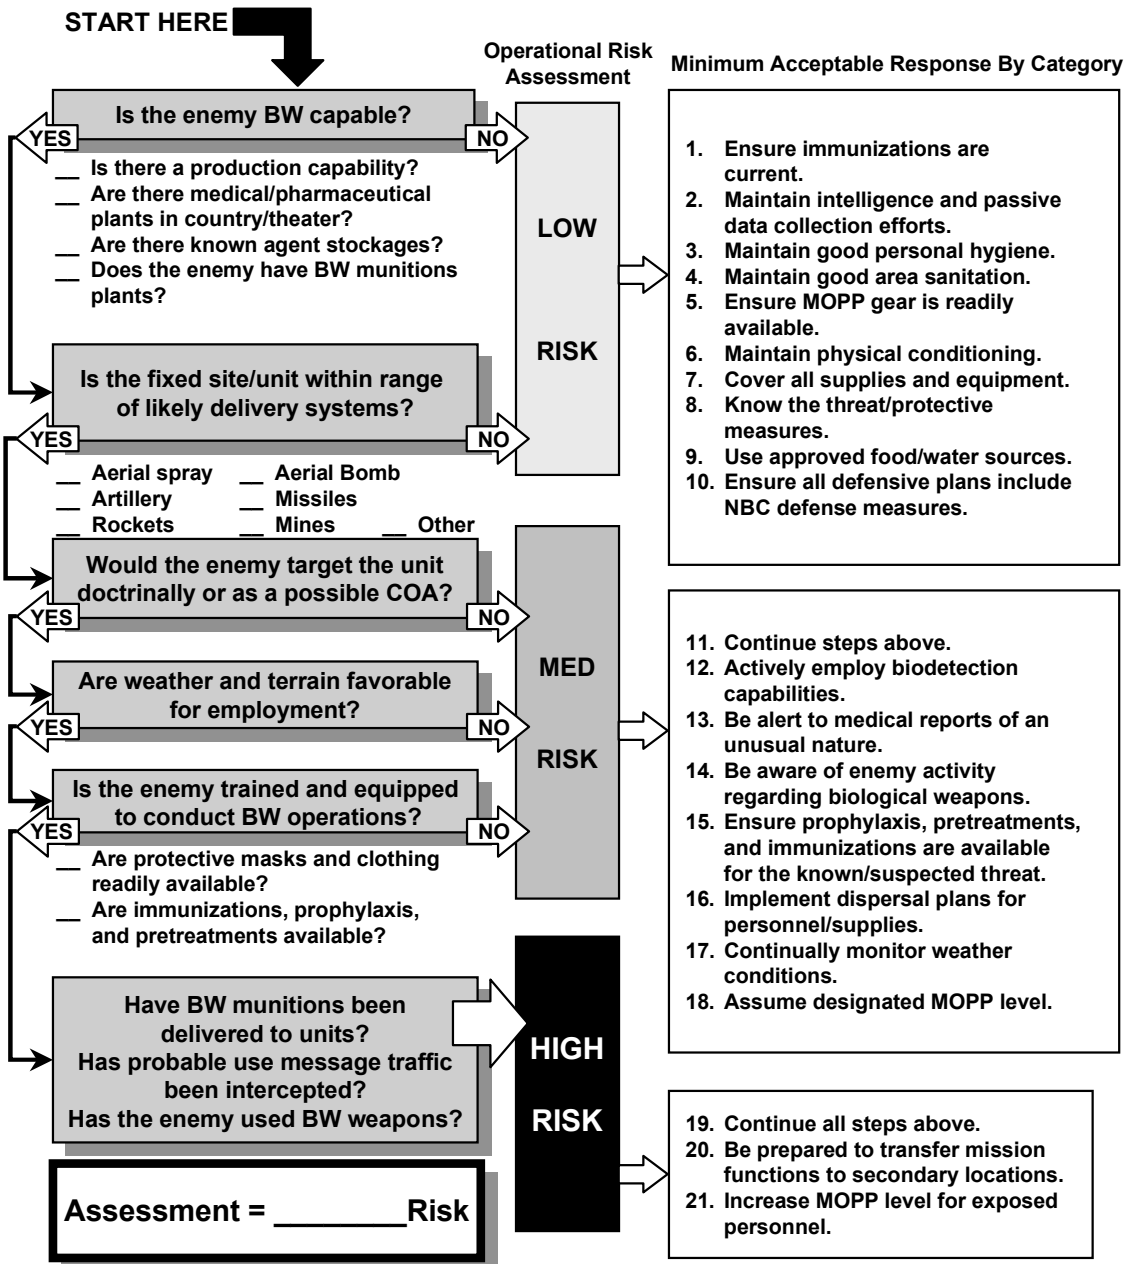 START HERE
Operational Risk
Assessment
Minimum Acceptable Response By Category
Is the enemy BW capable?
YES
NO
__ Is there a production capability?
__ Are there medical/pharmaceutical
plants in country/theater?
__ Are there known agent stockages?
__ Does the enemy have BW munitions
plants?
Is the fixed site/unit within range
of likely delivery systems?
YES
NO
__ Aerial spray __ Aerial Bomb
__ Artillery __ Missiles
__ Rockets __ Mines __ Other
Would the enemy target the unit
doctrinally or as a possible COA?
YES
NO
Are weather and terrain favorable
for employment?
YES
NO
Is the enemy trained and equipped
to conduct BW operations?
YES
NO
__ Are protective masks and clothing
readily available?
__ Are immunizations, prophylaxis,
and pretreatments available?
Have BW munitions been
delivered to units?
Has probable use message traffic
been intercepted?
Has the enemy used BW weapons?
Assessment = ________Risk
LOW
RISK
MED
RISK
HIGH
RISK
1. Ensure immunizations are
current.
2. Maintain intelligence and passive
data collection efforts.
3. Maintain good personal hygiene.
4. Maintain good area sanitation.
5. Ensure MOPP gear is readily
available.
6. Maintain physical conditioning.
7. Cover all supplies and equipment.
8. Know the threat/protective
measures.
9. Use approved food/water sources.
10. Ensure all defensive plans include
NBC defense measures.
11. Continue steps above.
12. Actively employ biodetection
capabilities.
13. Be alert to medical reports of an
unusual nature.
14. Be aware of enemy activity
regarding biological weapons.
15. Ensure prophylaxis, pretreatments,
and immunizations are available
for the known/suspected threat.
16. Implement dispersal plans for
personnel/supplies.
17. Continually monitor weather
conditions.
18. Assume designated MOPP level.
19. Continue all steps above.
20. Be prepared to transfer mission
functions to secondary locations.
21. Increase MOPP level for exposed
personnel.